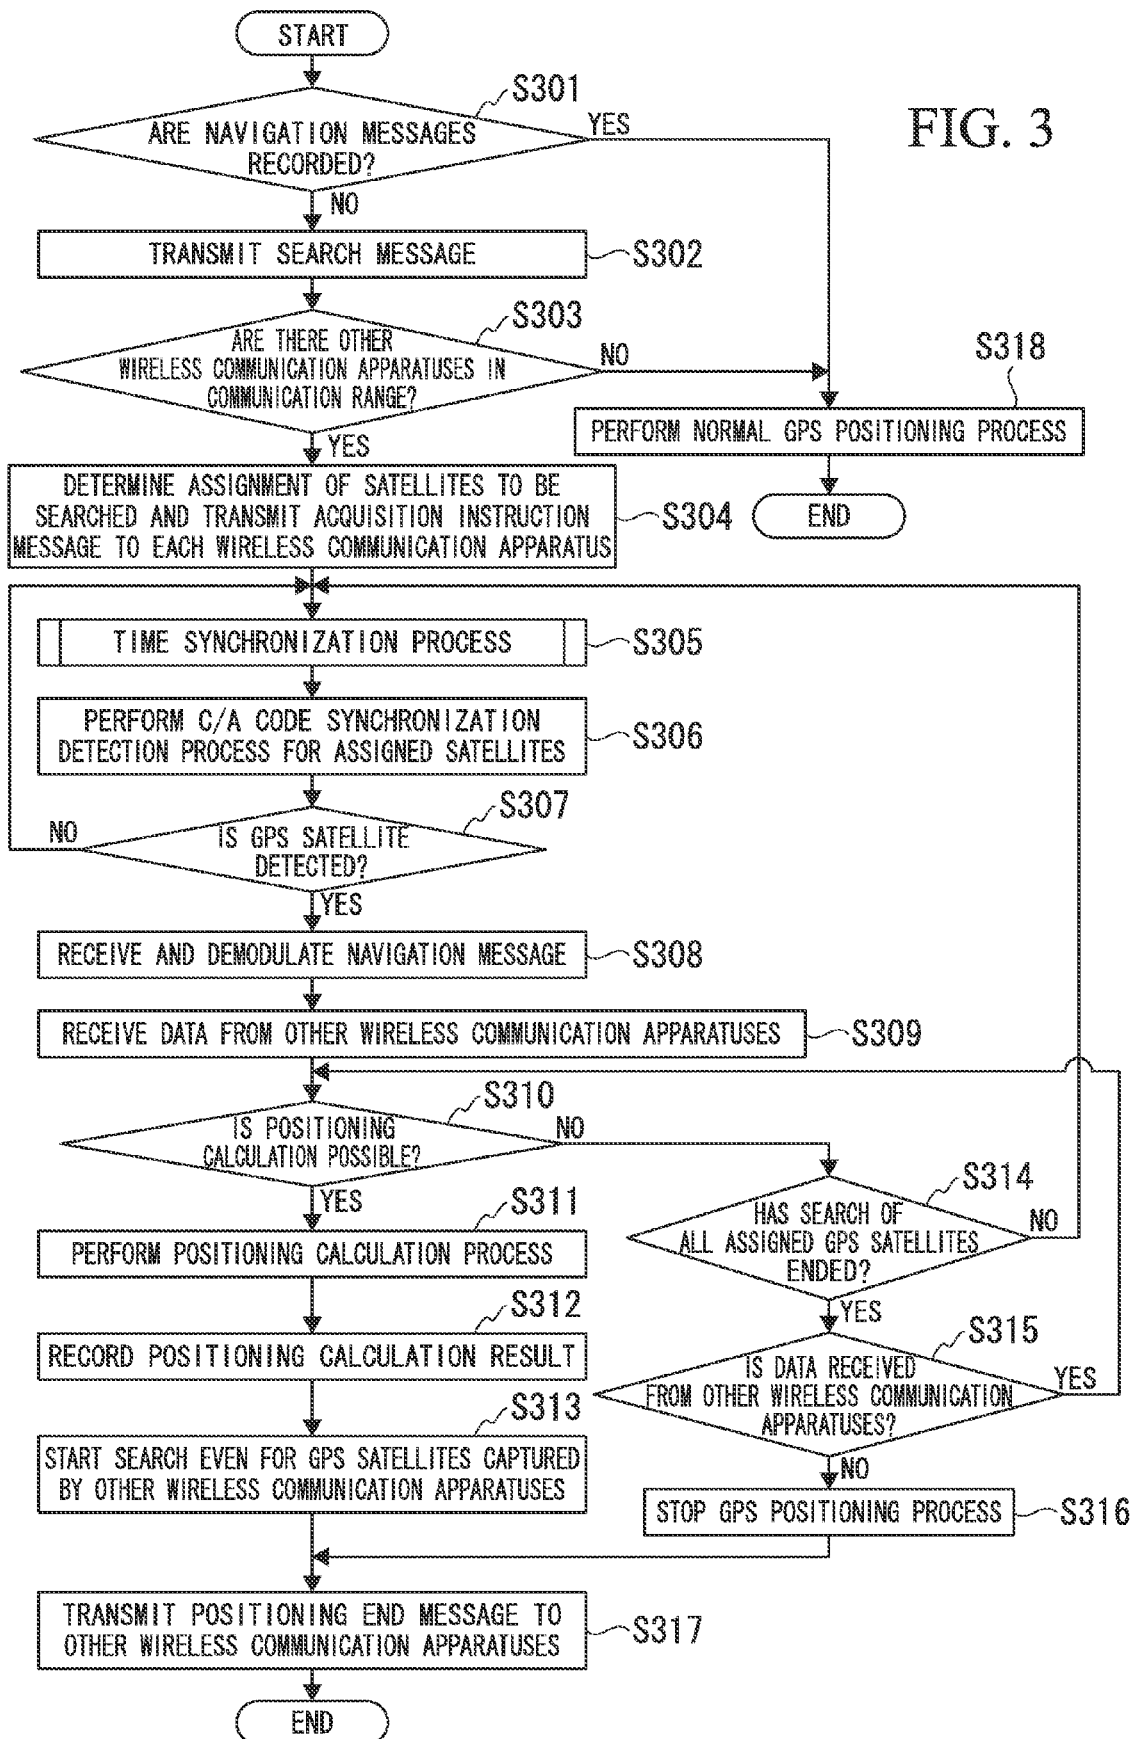 START
S301
FIG. 3
ARE NAVIGATION MESSAGES
RECORDED?
YES
NO
TRANSMIT SEARCH MESSAGE
S302
S303
ARE THERE OTHER
WIRELESS COMMUNICATION APPARATUSES IN
COMMUNICATION RANGE?
NO
YES
S318
PERFORM NORMAL GPS POSITIONING PROCESS
END
DETERMINE ASSIGNMENT OF SATELLITES TO BE
SEARCHED AND TRANSMIT ACQUISITION INSTRUCTION
MESSAGE TO EACH WIRELESS COMMUNICATION APPARATUS
S304
TIME SYNCHRONIZATION PROCESS
S305
PERFORM C/A CODE SYNCHRONIZATION
DETECTION PROCESS FOR ASSIGNED SATELLITES
S306
S307
NO
IS GPS SATELLITE
DETECTED?
YES
RECEIVE AND DEMODULATE NAVIGATION MESSAGE
S308
RECEIVE DATA FROM OTHER WIRELESS COMMUNICATION APPARATUSES
S309
S310
IS POSITIONING
CALCULATION POSSIBLE?
NO
YES
S311
PERFORM POSITIONING CALCULATION PROCESS
S314
HAS SEARCH OF
ALL ASSIGNED GPS SATELLITES
ENDED?
NO
YES
S312
RECORD POSITIONING CALCULATION RESULT
S315
IS DATA RECEIVED
FROM OTHER WIRELESS COMMUNICATION
APPARATUSES?
YES
NO
S313
START SEARCH EVEN FOR GPS SATELLITES CAPTURED
BY OTHER WIRELESS COMMUNICATION APPARATUSES
STOP GPS POSITIONING PROCESS
S316
TRANSMIT POSITIONING END MESSAGE TO
OTHER WIRELESS COMMUNICATION APPARATUSES
S317
END